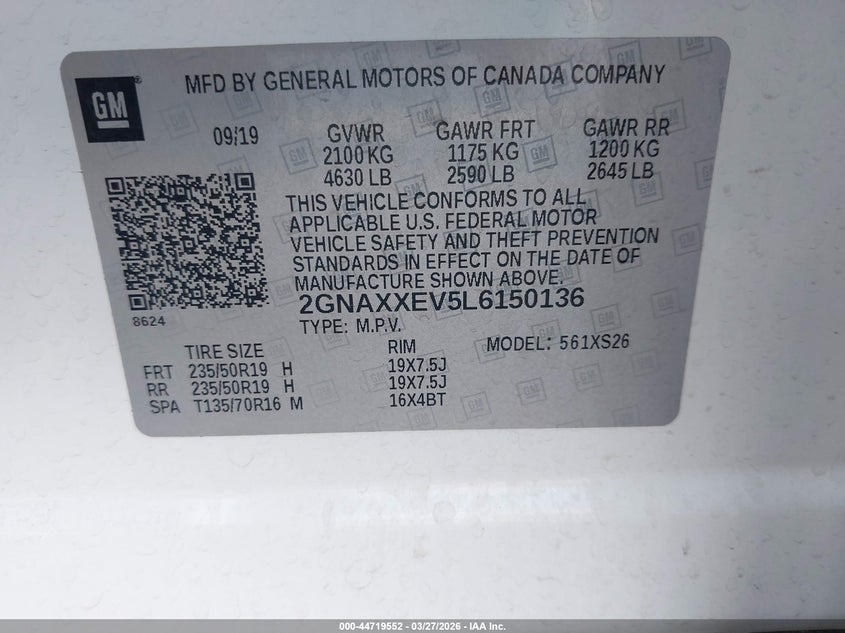 GM
MFD BY GENERAL MOTORS OF CANADA COMPANY
09/19 GVWR GAWR FRT GAWR RR
2100 KG 1175 KG 1200 KG
4630 LB 2590 LB 2645 LB
THIS VEHICLE CONFORMS TO ALL
APPLICABLE U.S. FEDERAL MOTOR
VEHICLE SAFETY AND THEFT PREVENTION
STANDARDS IN EFFECT ON THE DATE OF
MANUFACTURE SHOWN ABOVE.
8624
2GNAXXEV5L6150136
TYPE: M.P.V.
TIRE SIZE RIM MODEL: 561XS26
FRT 235/50R19 H 19X7.5J
RR 235/50R19 H 19X7.5J
SPA T135/70R16 M 16X4BT
000-44719552 — 03/27/2026 — IAA Inc.